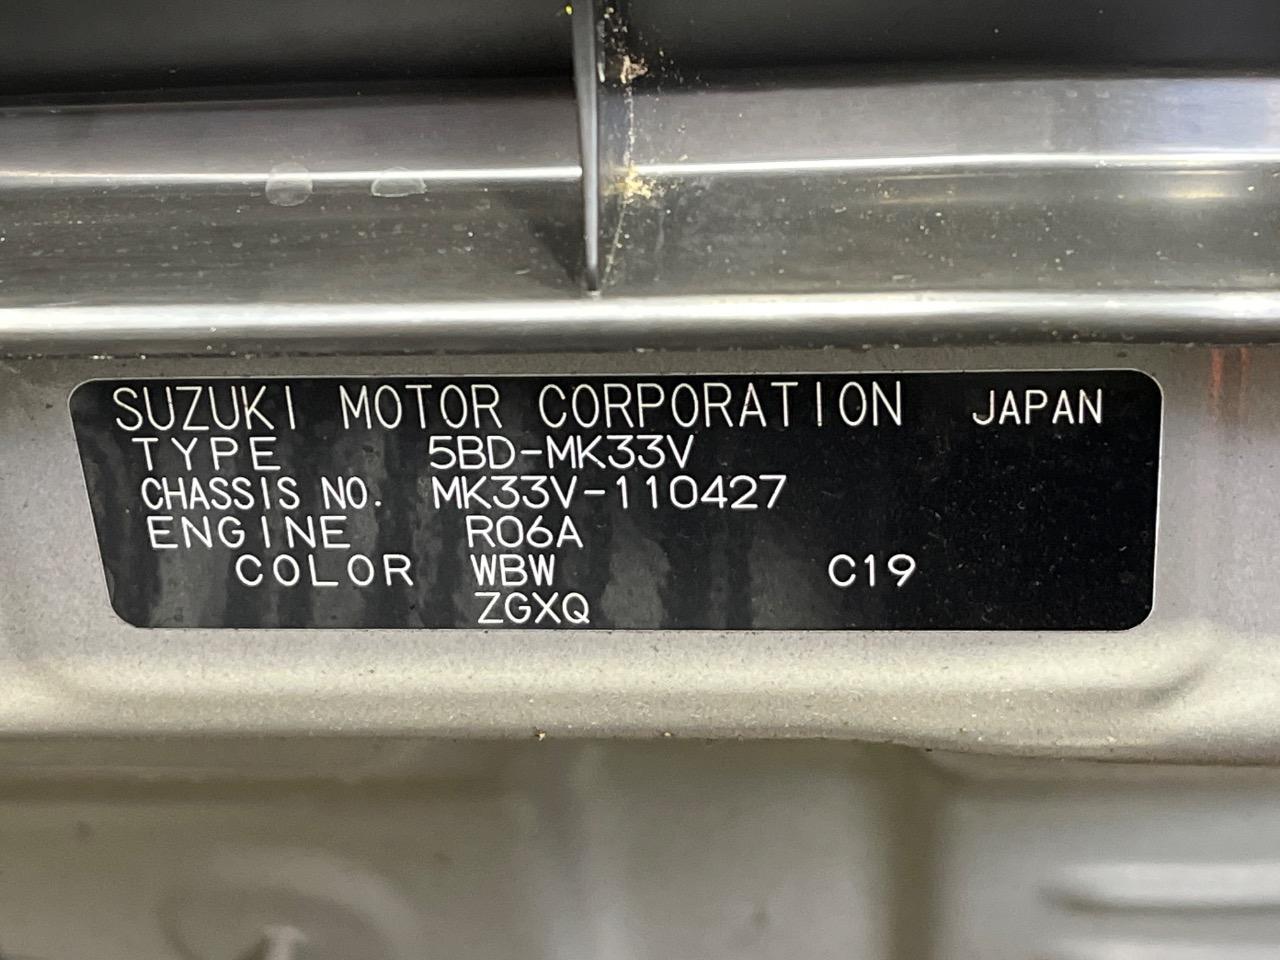 SUZUKI MOTOR CORPORATION JAPAN
TYPE 5BD-MK33V
CHASSIS NO. MK33V-110427
ENGINE R06A
COLOR WBW C19
ZGXQ